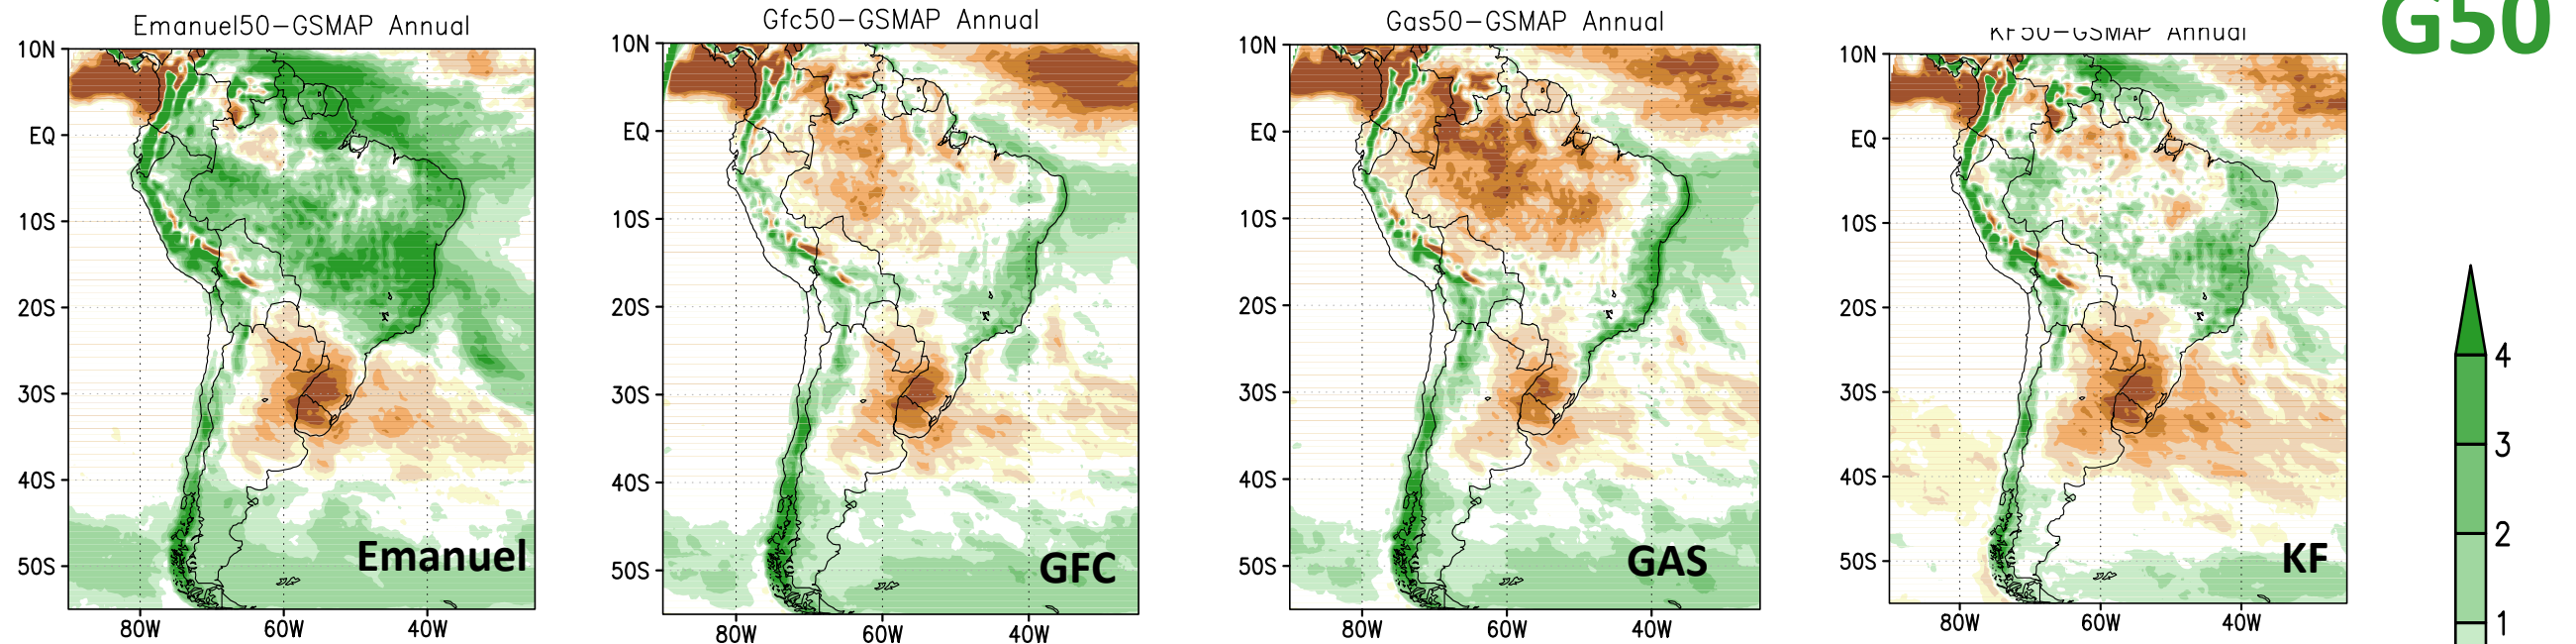 Emanuel50-GSMAP Annual
10N
EQ
10S
20S
30S
40S
50S
80W 60W 40W
Emanuel
Gfc50-GSMAP Annual
10N
EQ
10S
20S
30S
40S
50S
80W 60W 40W
GFC
Gas50-GSMAP Annual
10N
EQ
10S
20S
30S
40S
50S
80W 60W 40W
GAS
KF50-GSMAP Annual
10N
EQ
10S
20S
30S
40S
50S
80W 60W 40W
KF
G50
4
3
2
1